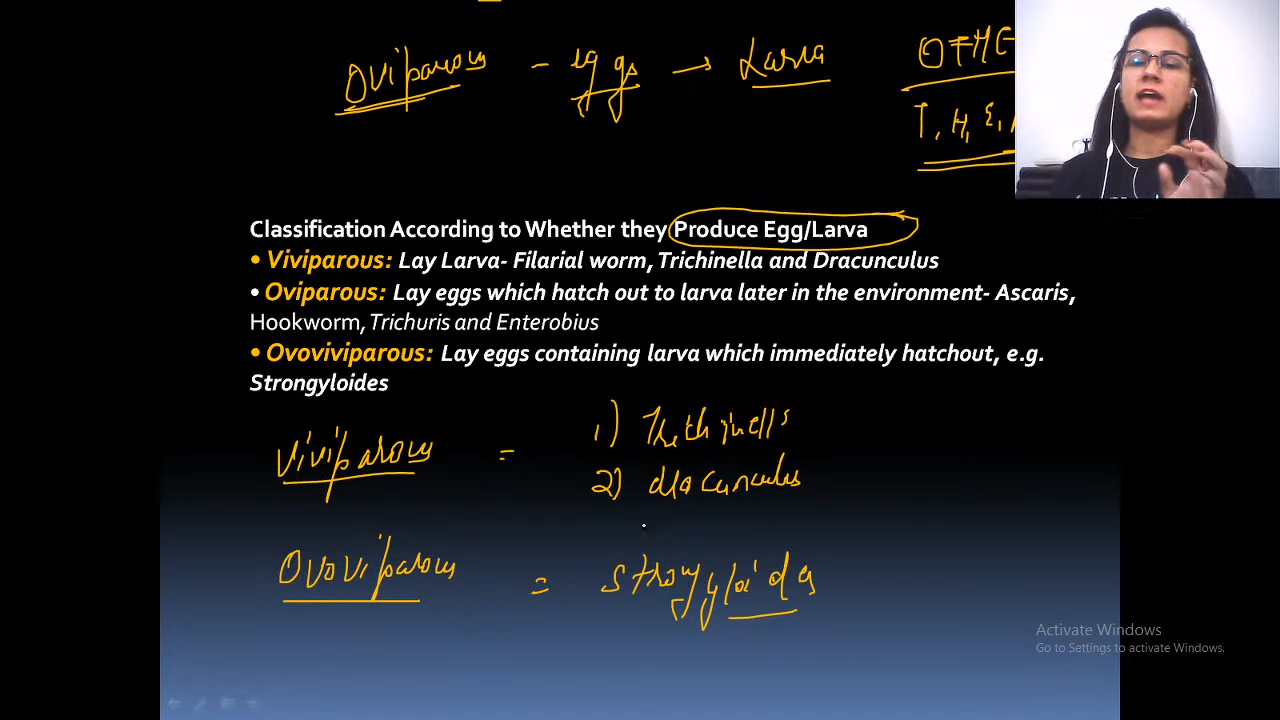 Oviparous - eggs → Larva
OTHE
T, H, E,
Classification According to Whether they Produce Egg/Larva
• Viviparous: Lay Larva- Filarial worm, Trichinella and Dracunculus
• Oviparous: Lay eggs which hatch out to larva later in the environment- Ascaris,
Hookworm, Trichuris and Enterobius
• Ovoviviparous: Lay eggs containing larva which immediately hatchout, e.g.
Strongyloides
Viviparous = 1)
2) dracunculus
Ovoviparous = strongyloides
Activate Windows
Go to Settings to activate Windows.